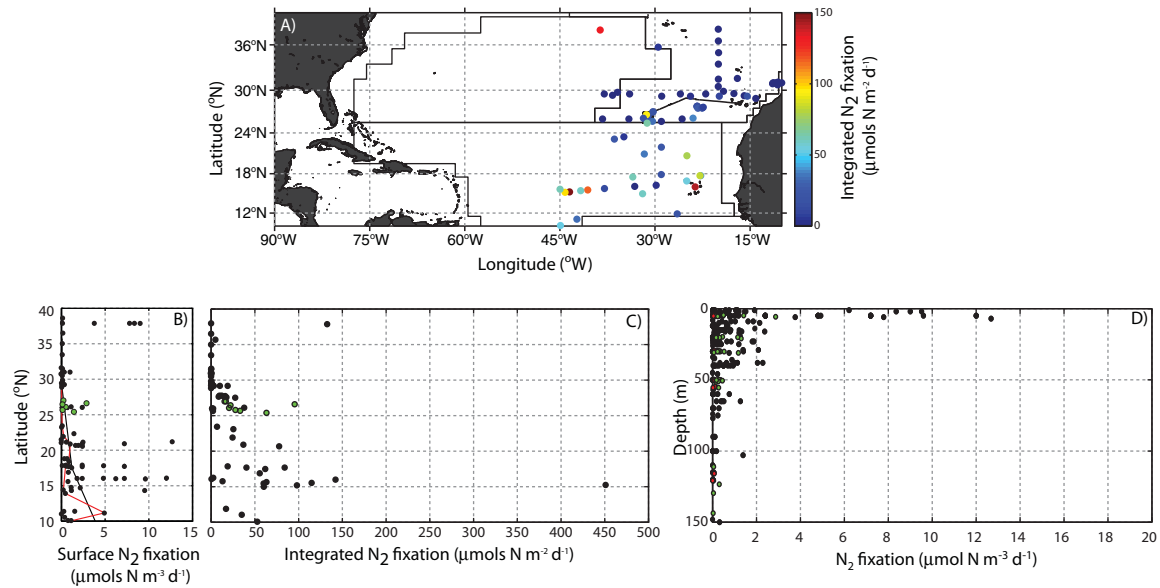 A)
36°N
30°N
24°N
18°N
12°N
Latitude (°N)
90°W 75°W 60°W 45°W 30°W 15°W
Longitude (°W)
150
100
50
0
Integrated N2 fixation
(µmols N m-2 d-1)
B)
40
35
30
25
20
15
10
Latitude (°N)
0 5 10 15
Surface N2 fixation
(µmols N m-3 d-1)
C)
0 50 100 150 200 250 300 350 400 450 500
Integrated N2 fixation (µmols N m-2 d-1)
D)
0
50
100
150
Depth (m)
0 2 4 6 8 10 12 14 16 18 20
N2 fixation (µmol N m-3 d-1)